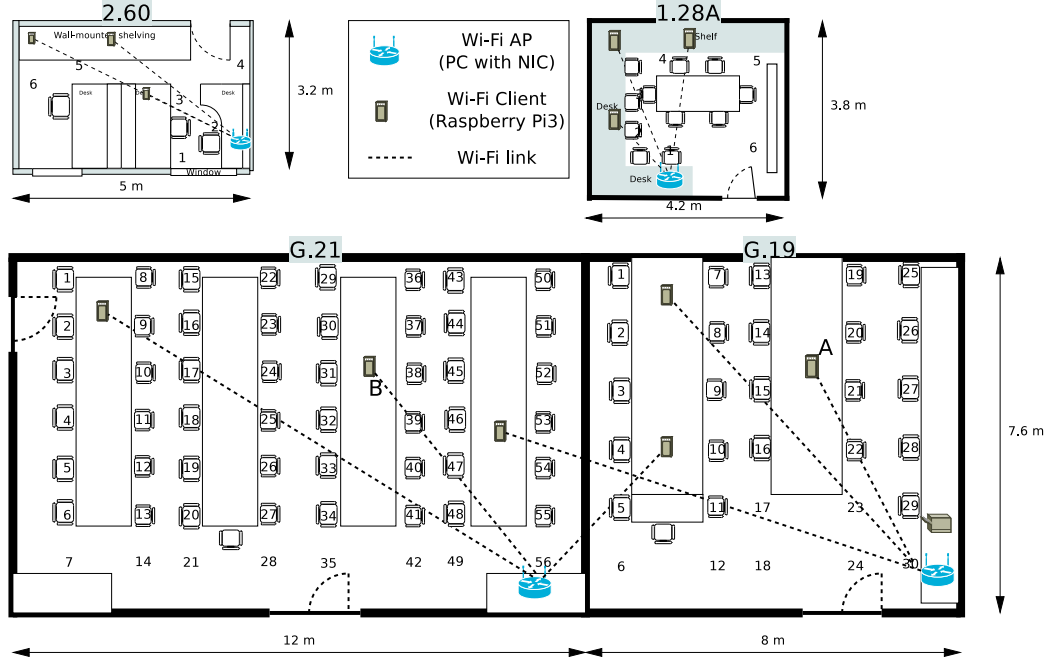 2.60
Wall-mounted shelving
5
4
6
Desk
Desk
3
2
1
Window
5 m
3.2 m
Wi-Fi AP
(PC with NIC)
Wi-Fi Client
(Raspberry Pi3)
Wi-Fi link
1.28A
Shelf
4
5
Desk
1
6
Desk
3.8 m
4.2 m
G.21
G.19
1 8 15 22 29 36 43 50
2 9 16 23 30 37 44 51
3 10 17 24 31 38 45 52
4 11 18 25 32 39 46 53
5 12 19 26 33 40 47 54
6 13 20 27 34 41 48 55
7 14 21 28 35 42 49 56
B
1 7 13 19 25
2 8 14 20 26
A
3 9 15 21 27
4 10 16 22 28
5 11 17 23 29
6 12 18 24 30
7.6 m
12 m
8 m